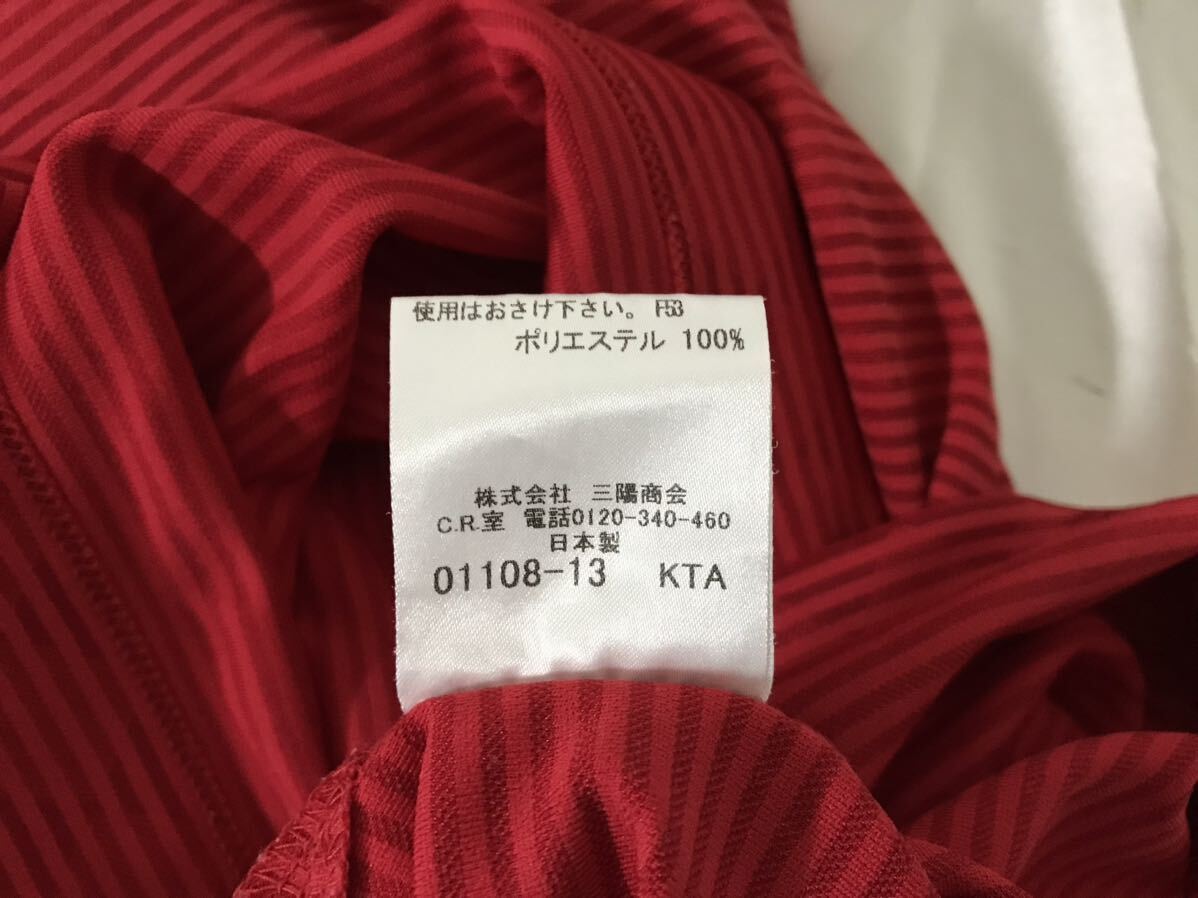 使用はおさけ下さい。 F53
ポリエステル 100%
株式会社 三陽商会
C.R.室 電話0120-340-460
日本製
01108-13 KTA